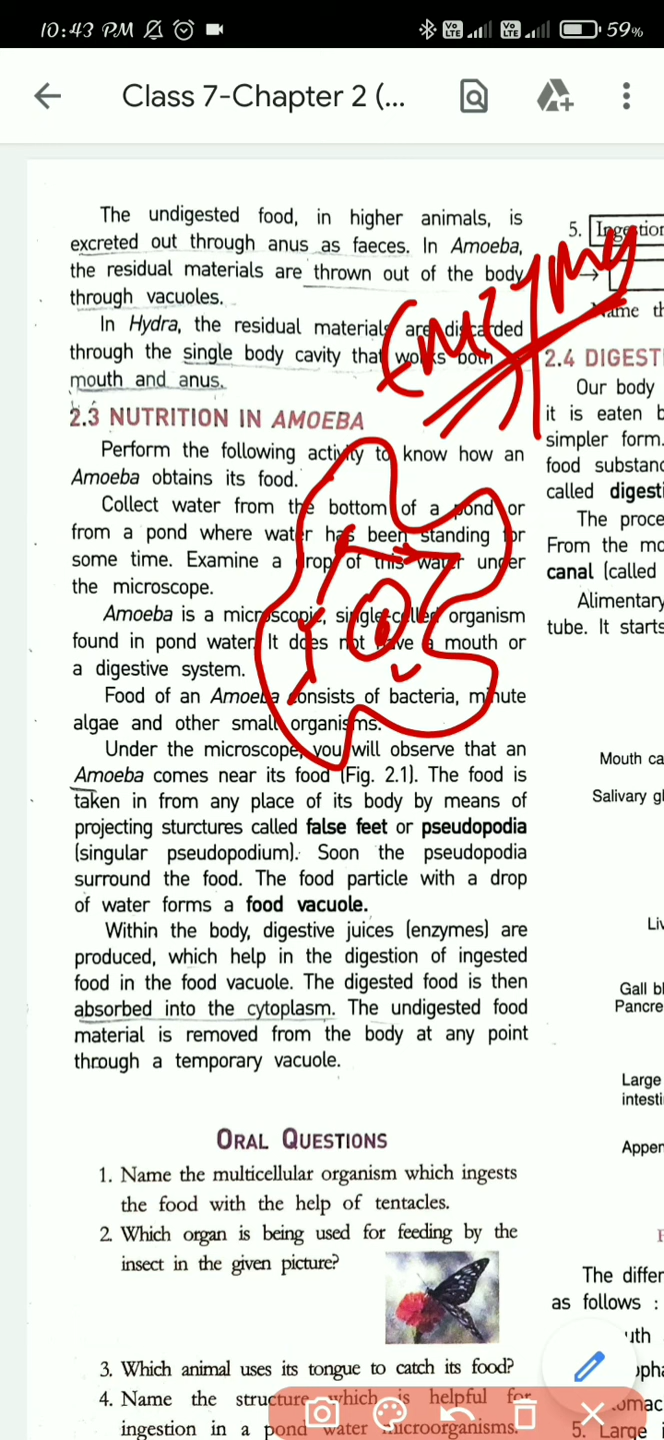 10:43 PM
Vo LTE Vo LTE 59%
Class 7-Chapter 2 (...
The undigested food, in higher animals, is
excreted out through anus as faeces. In Amoeba,
the residual materials are thrown out of the body
through vacuoles.
In Hydra, the residual materials are discarded
through the single body cavity that works both
mouth and anus.
Enzyme
2.3 NUTRITION IN AMOEBA
Perform the following activity to know how an
Amoeba obtains its food.
Collect water from the bottom of a pond or
from a pond where water has been standing for
some time. Examine a drop of this water under
the microscope.
Amoeba is a microscopic, single-celled organism
found in pond water. It does not have a mouth or
a digestive system.
Food of an Amoeba consists of bacteria, minute
algae and other small organisms.
Under the microscope, you will observe that an
Amoeba comes near its food (Fig. 2.1). The food is
taken in from any place of its body by means of
projecting sturctures called false feet or pseudopodia
(singular pseudopodium). Soon the pseudopodia
surround the food. The food particle with a drop
of water forms a food vacuole.
Within the body, digestive juices (enzymes) are
produced, which help in the digestion of ingested
food in the food vacuole. The digested food is then
absorbed into the cytoplasm. The undigested food
material is removed from the body at any point
through a temporary vacuole.
ORAL QUESTIONS
1. Name the multicellular organism which ingests
the food with the help of tentacles.
2. Which organ is being used for feeding by the
insect in the given picture?
3. Which animal uses its tongue to catch its food?
4. Name the structure which is helpful for
ingestion in a pond water microorganisms.
5. Ingestion
Name th
2.4 DIGESTI
Our body
it is eaten b
simpler form.
food substanc
called digesti
The proce
From the mo
canal (called
Alimentary
tube. It starts
Mouth ca
Salivary gl
Liv
Gall bl
Pancre
Large
intesti
Appen
The differ
as follows :
uth
opha
omac
5. Large i